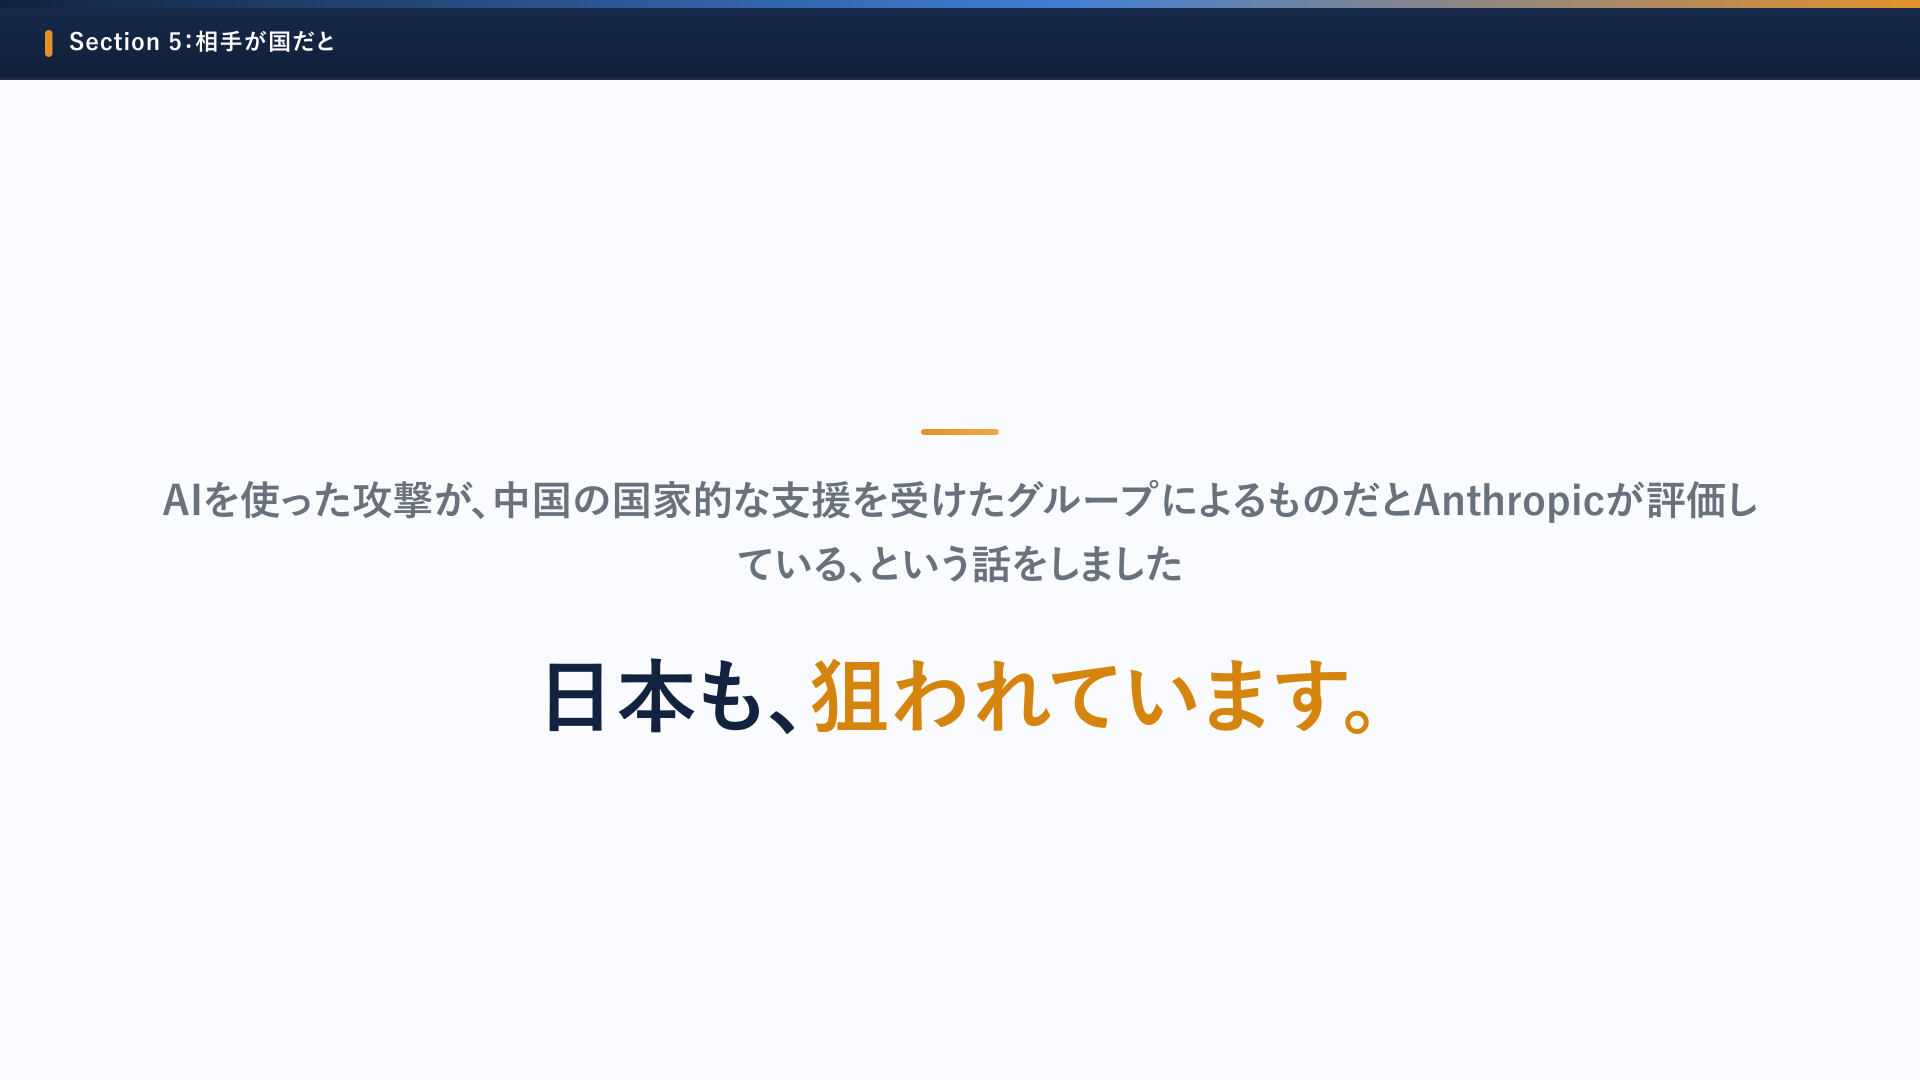 Section 5：相手が国だと
AIを使った攻撃が、中国の国家的な支援を受けたグループによるものだとAnthropicが評価し
ている、という話をしました
日本も、狙われています。